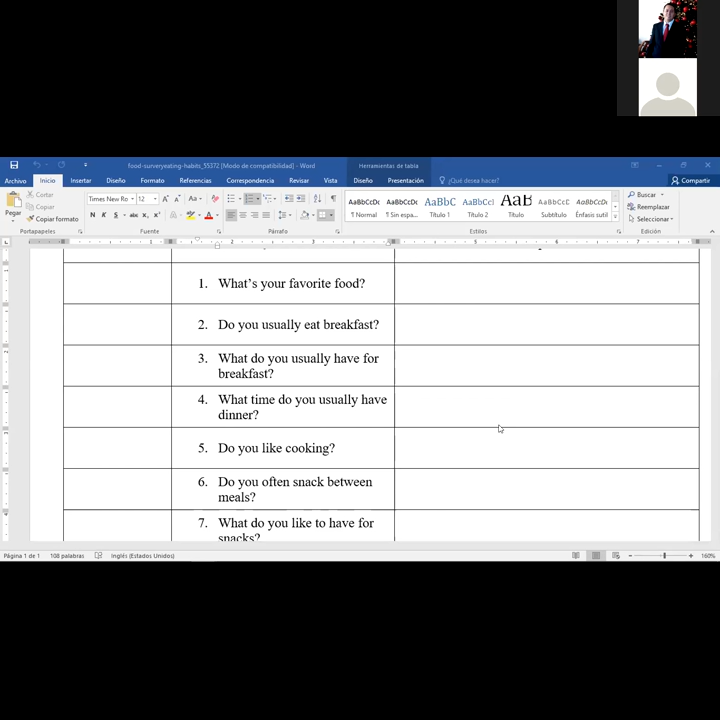 food-surveryeating-habits_55372 [Modo de compatibilidad] - Word
Herramientas de tabla
Archivo Inicio Insertar Diseño Formato Referencias Correspondencia Revisar Vista Diseño Presentación ¿Qué desea hacer? Compartir
Pegar
Cortar
Copiar
Copiar formato
Portapapeles
Times New Ro 12
N K S abc x₂ x²
Fuente
Párrafo
AaBbCcDc AaBbCcDc AaBbC AaBbCcI AaB AaBbCcC AaBbCcDc
¶ Normal ¶ Sin espa... Título 1 Título 2 Título Subtítulo Énfasis sutil
Estilos
Buscar
Reemplazar
Seleccionar
Edición
1. What's your favorite food?
2. Do you usually eat breakfast?
3. What do you usually have for
breakfast?
4. What time do you usually have
dinner?
5. Do you like cooking?
6. Do you often snack between
meals?
7. What do you like to have for
snacks?
Página 1 de 1 108 palabras Inglés (Estados Unidos) 160%